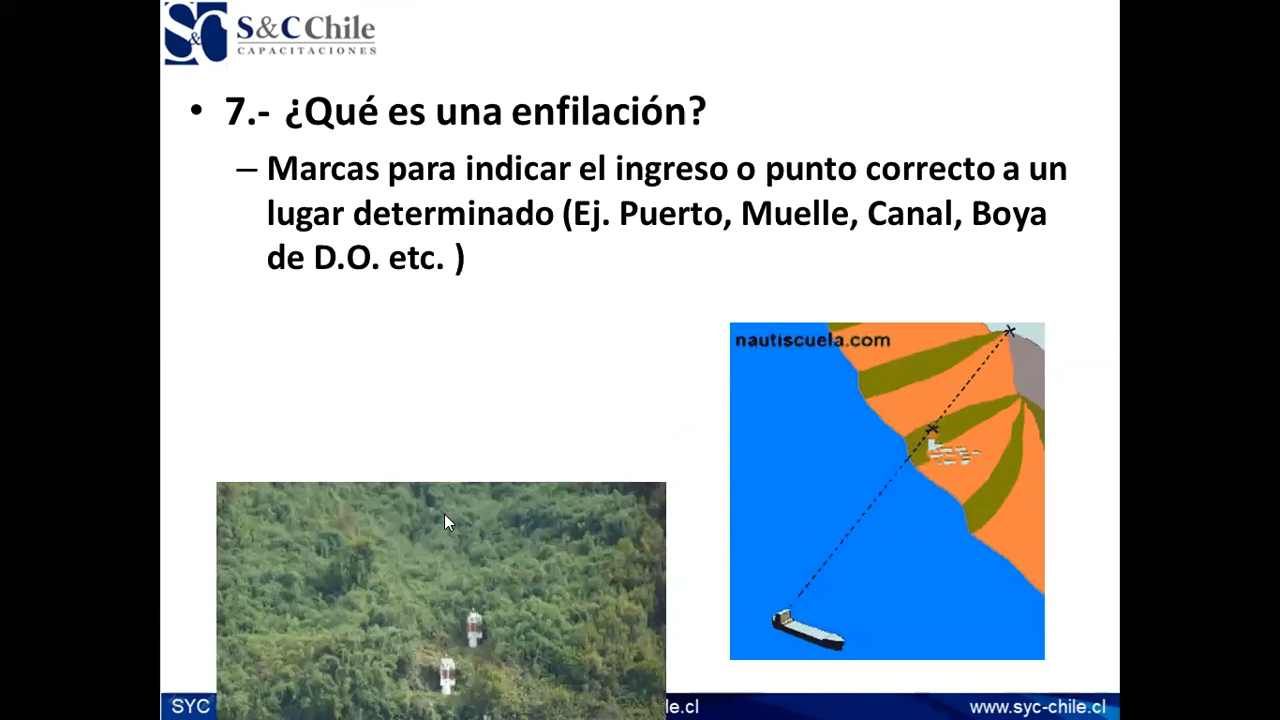 S&C
S&C Chile
CAPACITACIONES
• 7.- ¿Qué es una enfilación?
– Marcas para indicar el ingreso o punto correcto a un
lugar determinado (Ej. Puerto, Muelle, Canal, Boya
de D.O. etc. )
nautiscuela.com
SYC
le.cl
www.syc-chile.cl